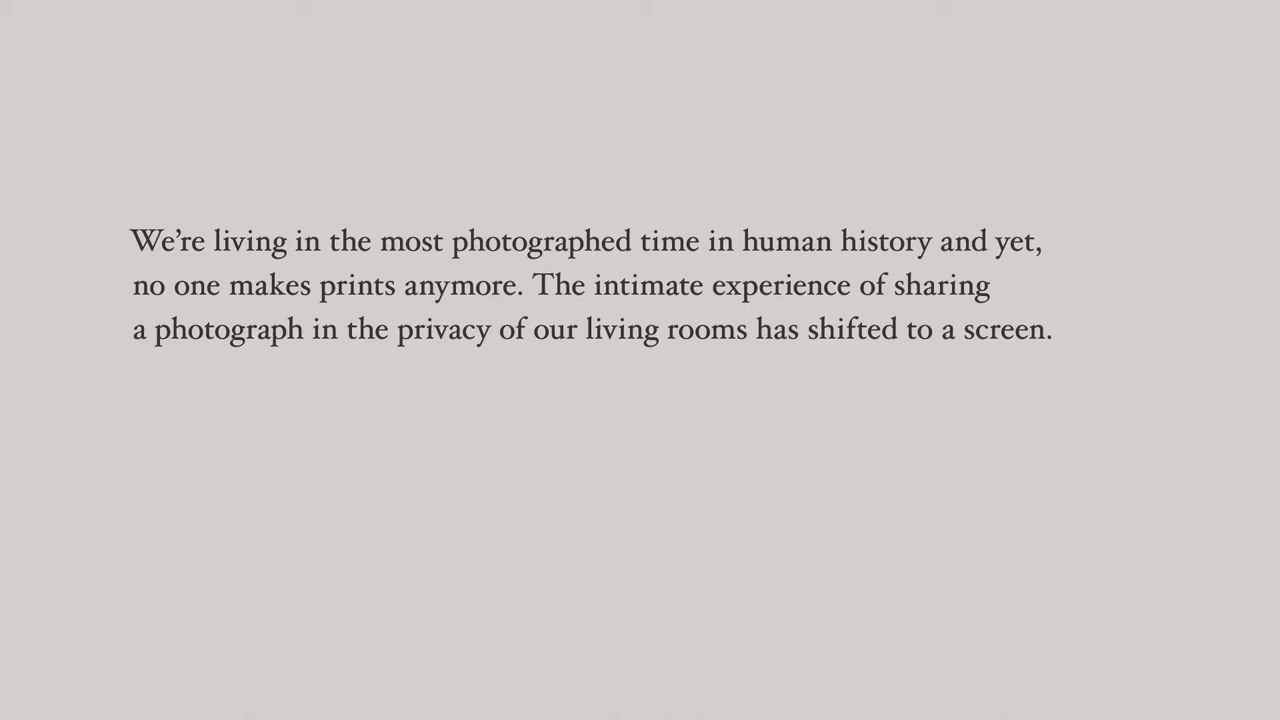 We’re living in the most photographed time in human history and yet,
no one makes prints anymore. The intimate experience of sharing
a photograph in the privacy of our living rooms has shifted to a screen.